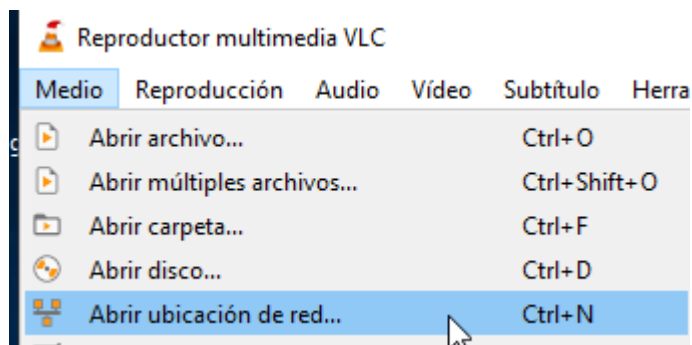 Reproductor multimedia VLC
Medio Reproducción Audio Vídeo Subtítulo Herra
Abrir archivo... Ctrl+O
Abrir múltiples archivos... Ctrl+Shift+O
Abrir carpeta... Ctrl+F
Abrir disco... Ctrl+D
Abrir ubicación de red... Ctrl+N